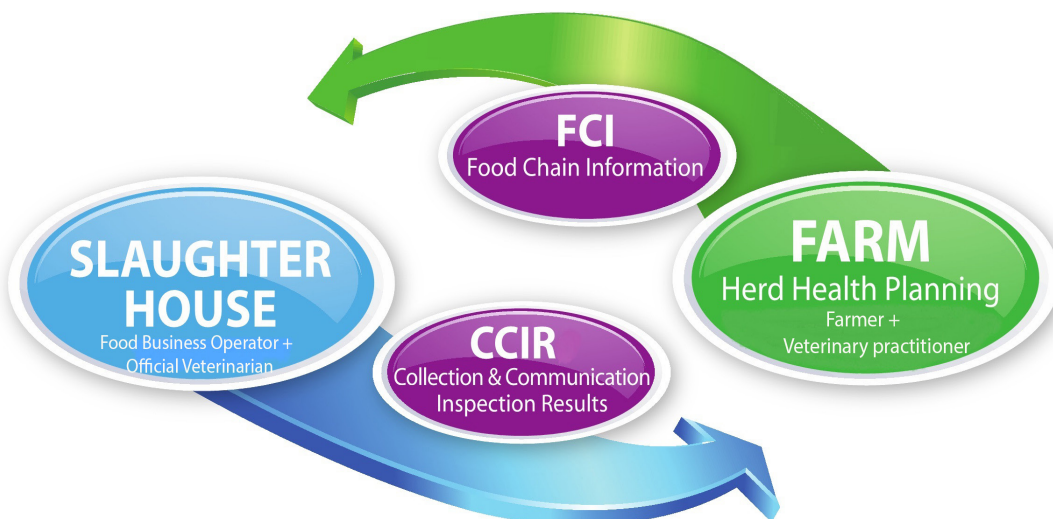 FCI
Food Chain Information
SLAUGHTER
HOUSE
Food Business Operator +
Official Veterinarian
FARM
Herd Health Planning
Farmer +
Veterinary practitioner
CCIR
Collection & Communication
Inspection Results